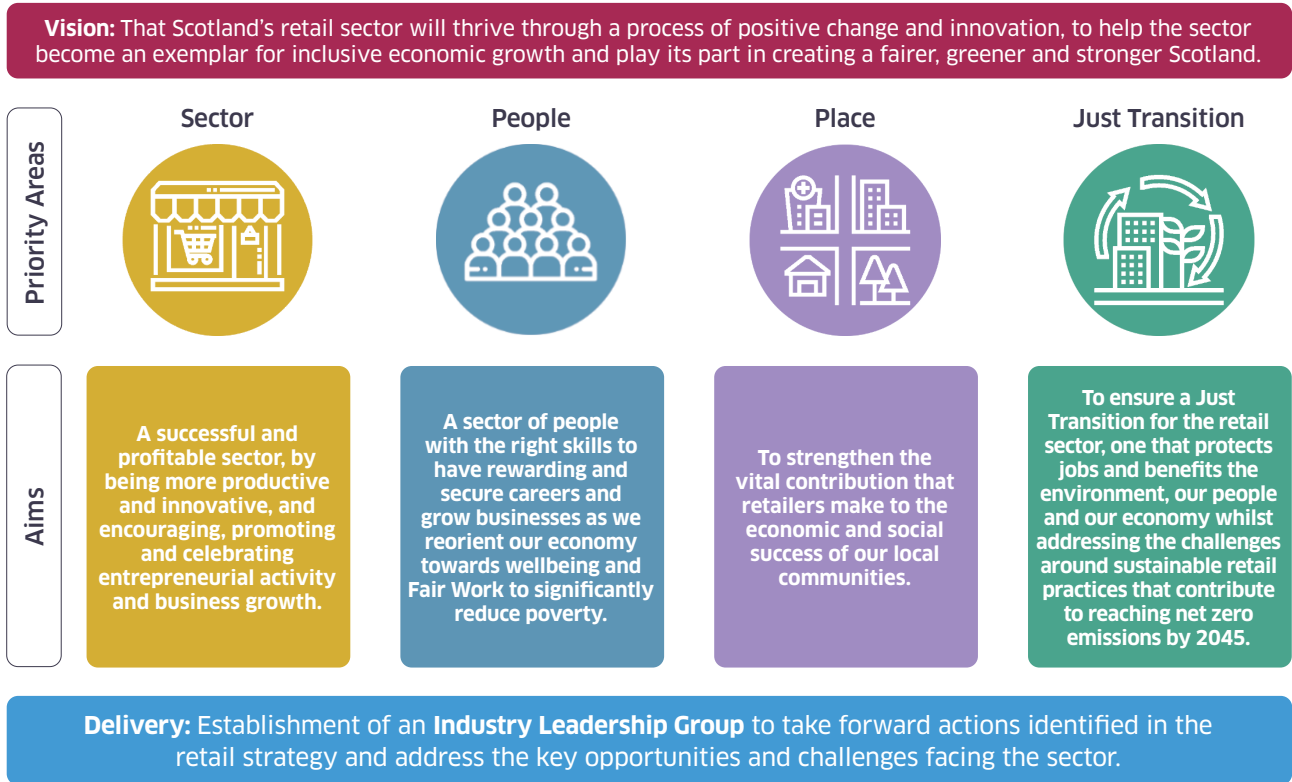 Vision: That Scotland's retail sector will thrive through a process of positive change and innovation, to help the sector
become an exemplar for inclusive economic growth and play its part in creating a fairer, greener and stronger Scotland.
Priority Areas
Sector
People
Place
Just Transition
Aims
A successful and
profitable sector, by
being more productive
and innovative, and
encouraging, promoting
and celebrating
entrepreneurial activity
and business growth.
A sector of people
with the right skills to
have rewarding and
secure careers and
grow businesses as we
reorient our economy
towards wellbeing and
Fair Work to significantly
reduce poverty.
To strengthen the
vital contribution that
retailers make to the
economic and social
success of our local
communities.
To ensure a Just
Transition for the retail
sector, one that protects
jobs and benefits the
environment, our people
and our economy whilst
addressing the challenges
around sustainable retail
practices that contribute
to reaching net zero
emissions by 2045.
Delivery: Establishment of an Industry Leadership Group to take forward actions identified in the
retail strategy and address the key opportunities and challenges facing the sector.